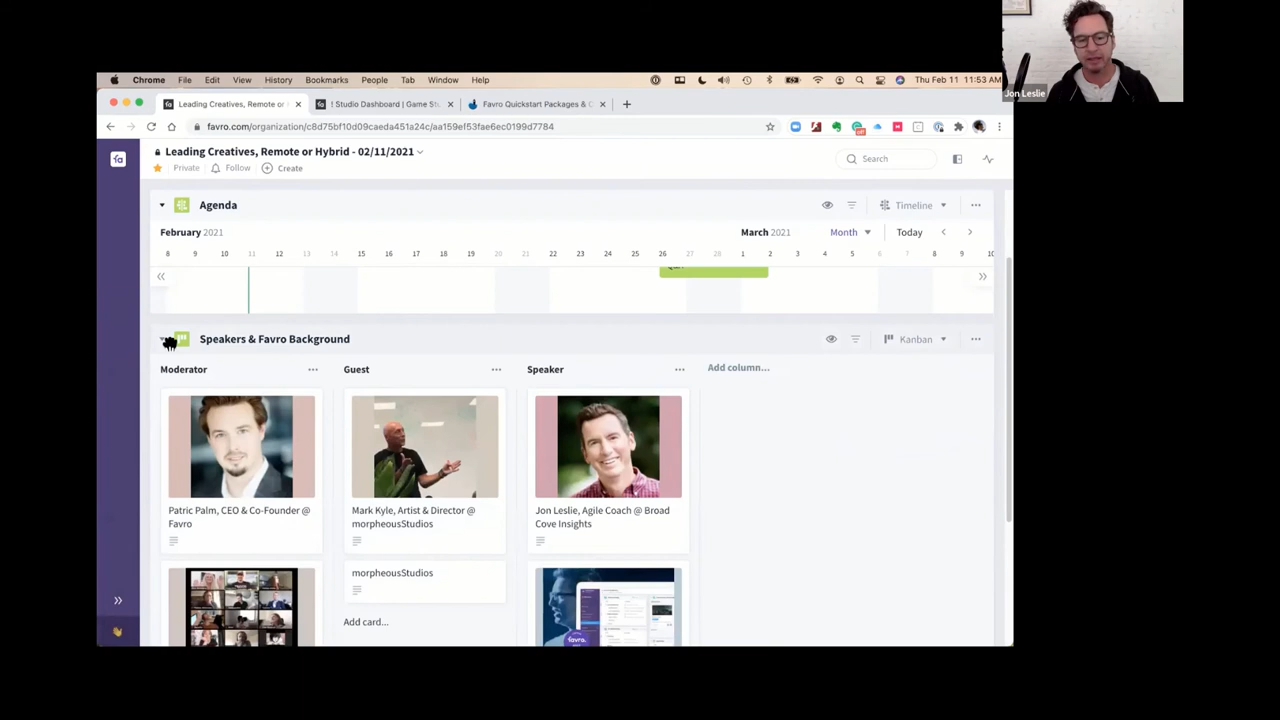 Jon Leslie
Chrome File Edit View History Bookmarks People Tab Window Help Thu Feb 11 11:53 AM
Leading Creatives, Remote or ! Studio Dashboard | Game Stu Favro Quickstart Packages &
favro.com/organization/c8d75bf10d09caeda451a24c/aa159ef53fae6ec0199d7784
fa
Leading Creatives, Remote or Hybrid - 02/11/2021
Private Follow Create
Search
Agenda
Timeline
February 2021
March 2021
Month
Today
8 9 10 11 12 13 14 15 16 17 18 19 20 21 22 23 24 25 26 27 28 1 2 3 4 5 6 7 8 9 10
Speakers & Favro Background
Kanban
Moderator
Guest
Speaker
Add column...
Patric Palm, CEO & Co-Founder @
Favro
Mark Kyle, Artist & Director @
morpheousStudios
Jon Leslie, Agile Coach @ Broad
Cove Insights
morpheousStudios
Add card...
favro.